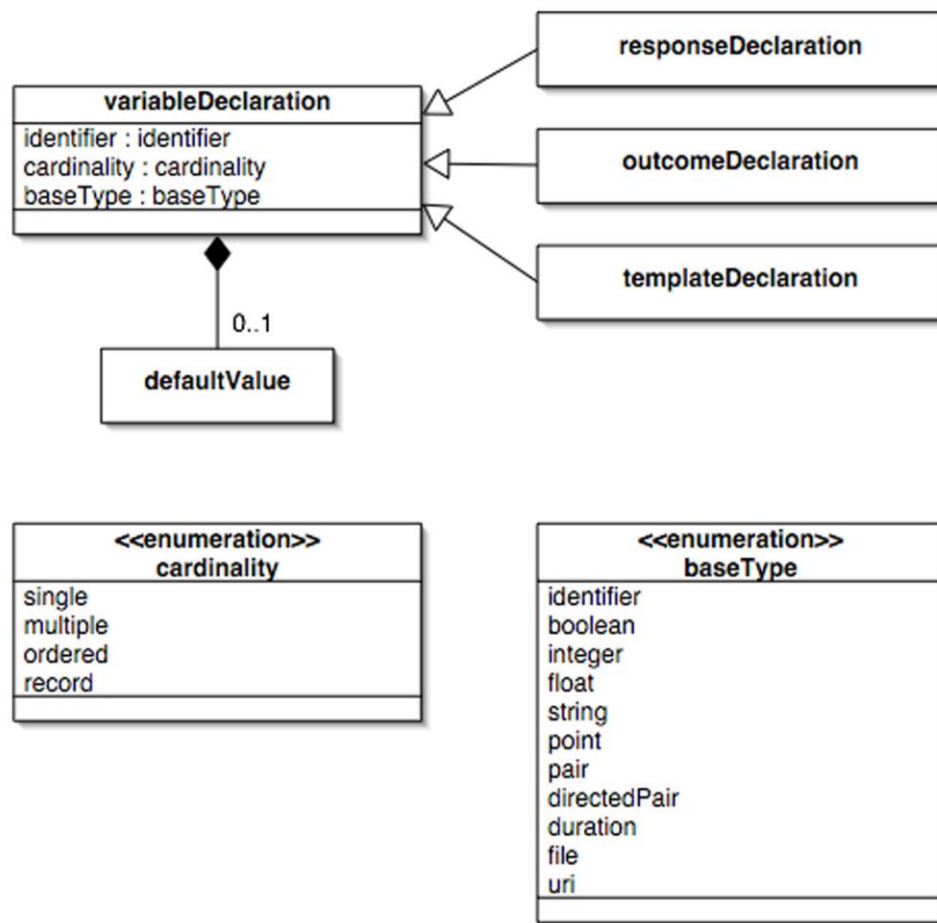 responseDeclaration
variableDeclaration
identifier : identifier
cardinality : cardinality
baseType : baseType
outcomeDeclaration
templateDeclaration
0..1
defaultValue
<<enumeration>>
cardinality
single
multiple
ordered
record
<<enumeration>>
baseType
identifier
boolean
integer
float
string
point
pair
directedPair
duration
file
uri